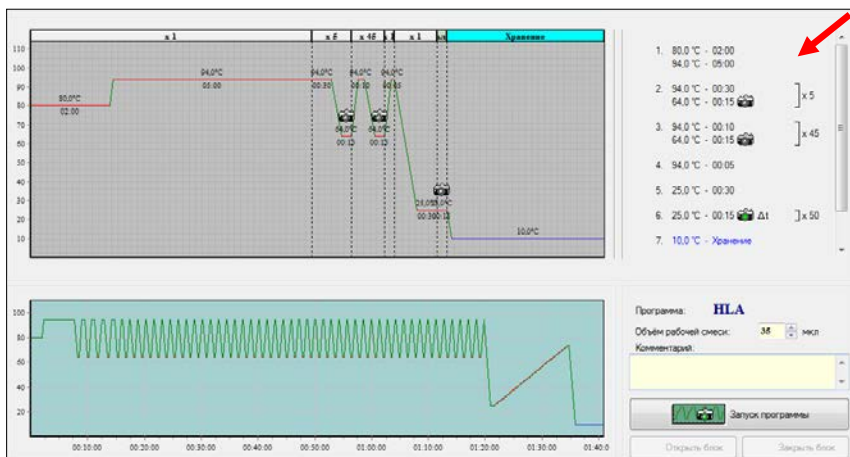 x 1 x 5 x 45 x 1 x 1 Хранение
110
100
90
80
70
60
50
40
30
20
10
80,0°C
02:00
94,0°C
05:00
94,0°C
00:30
64,0°C
00:15
94,0°C
00:10
64,0°C
00:15
94,0°C
00:05
00:30
10,0°C
1. 80,0 °C - 02:00
94,0 °C - 05:00
2. 94,0 °C - 00:30
64,0 °C - 00:15
x 5
3. 94,0 °C - 00:10
64,0 °C - 00:15
x 45
4. 94,0 °C - 00:05
5. 25,0 °C - 00:30
6. 25,0 °C - 00:15 Δt x 50
7. 10,0 °C - Хранение
100
80
60
40
20
00:10:00 00:20:00 00:30:00 00:40:00 00:50:00 01:00:00 01:10:00 01:20:00 01:30:00 01:40:0
Программа: HLA
Объём рабочей смеси: 35 мкл
Комментарий:
Запуск программы
Открыть блок Закрыть блок